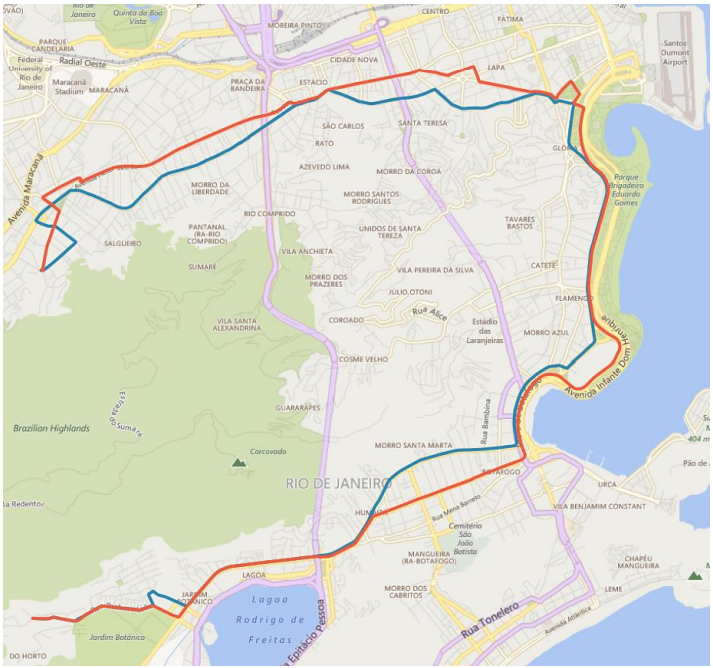 Quinta da Boa
Vista
MOREIRA PINTO
CENTRO
FATIMA
PARQUE
CANDELARIA
Radial Oeste
CIDADE NOVA
Santos
Dumont
Airport
Federal
University of
Rio de
Janeiro
Maracanã
Stadium
MARACANÃ
PRAÇA DA
BANDEIRA
ESTACIO
LAPA
SÃO CARLOS
SANTA TERESA
RATO
GLORIA
Avenida Maracanã
AZEVEDO LIMA
MORRO DA COROA
MORRO DA
LIBERDADE
MORRO SANTOS
RODRIGUES
Parque
Brigadeiro
Eduardo
Gomes
RIO COMPRIDO
PANTANAL
(RA-RIO
COMPRIDO)
UNIDOS DE SANTA
TEREZA
TAVARES
BASTOS
SALGUEIRO
VILA ANCHIETA
SUMARÉ
VILA PEREIRA DA SILVA
CATETE
MORRO DOS
PRAZERES
JÚLIO OTONI
FLAMENGO
Rua Alice
VILA SANTA
ALEXANDRINA
COROADO
Estádio
das
Laranjeiras
MORRO AZUL
COSME VELHO
Avenida Infante Dom Henrique
Estrada do Sumaré
GUARARAPES
Rua Bambina
Brazilian Highlands
MORRO SANTA MARTA
Corcovado
404 m
Pão de
BOTAFOGO
RIO DE JANEIRO
URCA
Redentor
HUMAITÁ
Rua Mena Barreto
VILA BENJAMIM CONSTANT
Cemitério
São
João
Batista
MANGUEIRA
(RA-BOTAFOGO)
CHAPÉU
MANGUEIRA
LAGOA
JARDIM
BOTÂNICO
MORRO DOS
CABRITOS
LEME
Lagoa
Rodrigo de
Freitas
Rua Tonelero
Avenida Atlântica
Jardim Botânico
DO HORTO
Epitácio Pessoa